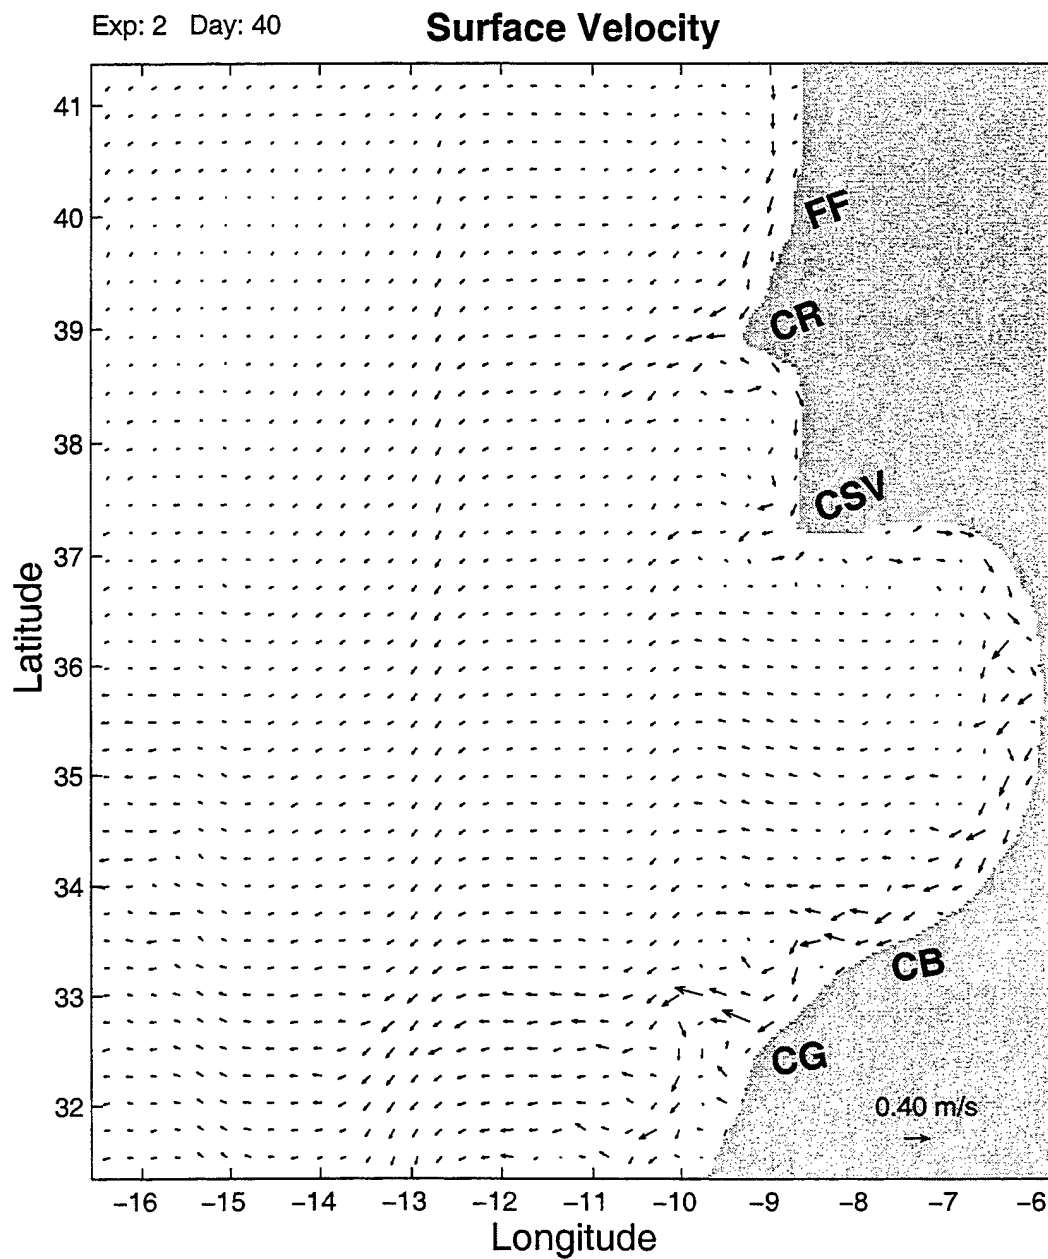 Exp: 2 Day: 40
Surface Velocity
41
40
39
38
37
36
35
34
33
32
Latitude
FF
CR
CSV
CB
CG
0.40 m/s
−16 −15 −14 −13 −12 −11 −10 −9 −8 −7 −6
Longitude